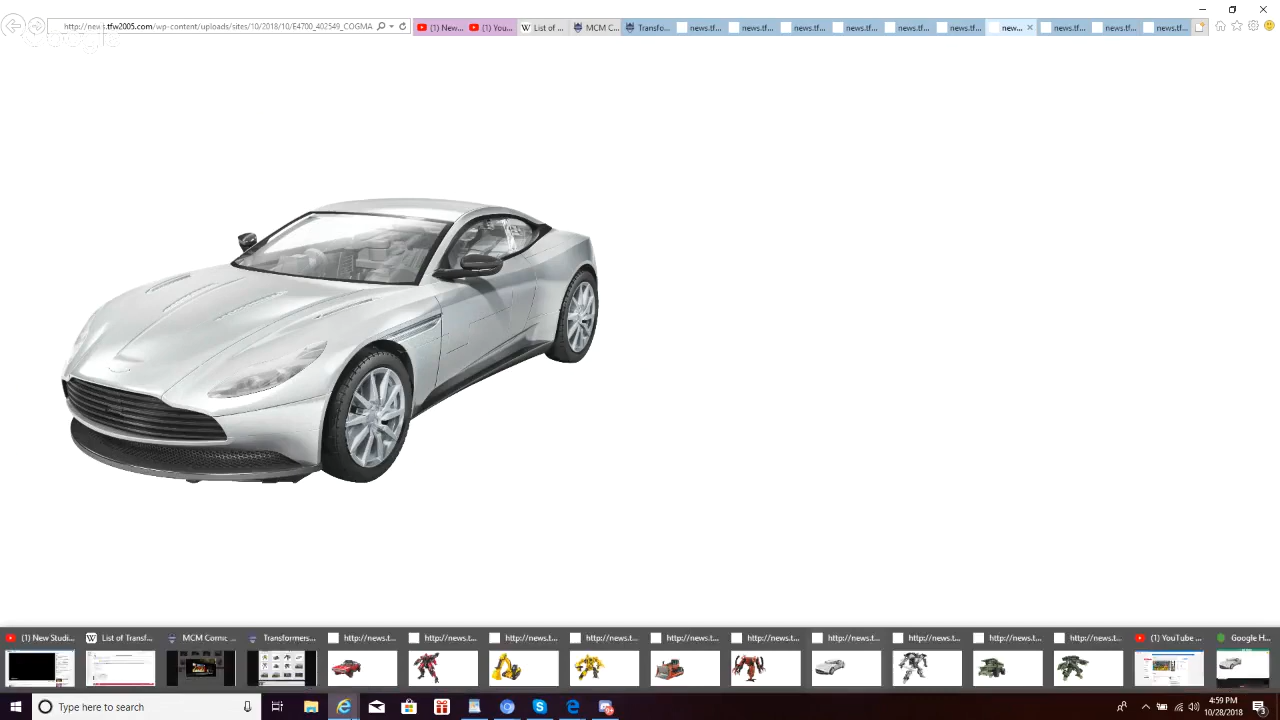 http://news.tfw2005.com/wp-content/uploads/sites/10/2018/10/E4700_402549_COGMA
(1) New...
(1) You...
List of ...
MCM C...
Transfo...
news.tf...
news.tf...
news.tf...
news.tf...
news.tf...
news.tf...
new...
news.tf...
news.tf...
news.tf...
(1) New Studi...
List of Transf...
MCM Comic ...
Transformers...
http://news.t...
http://news.t...
http://news.t...
http://news.t...
http://news.t...
http://news.t...
http://news.t...
http://news.t...
http://news.t...
http://news.t...
(1) YouTube ...
Google H...
Type here to search
4:59 PM
10/28/2018